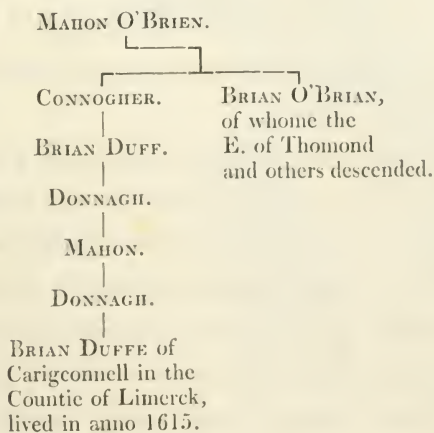 MAHON O'BRIEN.
CONNOGHER.
BRIAN O'BRIAN,
of whome the
E. of Thomond
and others descended.
BRIAN DUFF.
DONNAGH.
MAHON.
DONNAGH.
BRIAN DUFFE of
Carigconnell in the
Countie of Limerck,
lived in anno 1615.